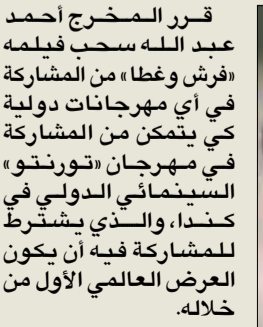 قرر المخرج أحمد
عبد الله سحب فيلمه
«فرش وغطا» من المشاركة
في أي مهرجانات دولية
كي يتمكن من المشاركة
في مهرجان «تورنتو»
السينمائي الدولي في
كندا، والذي يشترط
للمشاركة فيه أن يكون
العرض العالمي الأول من
خلاله.